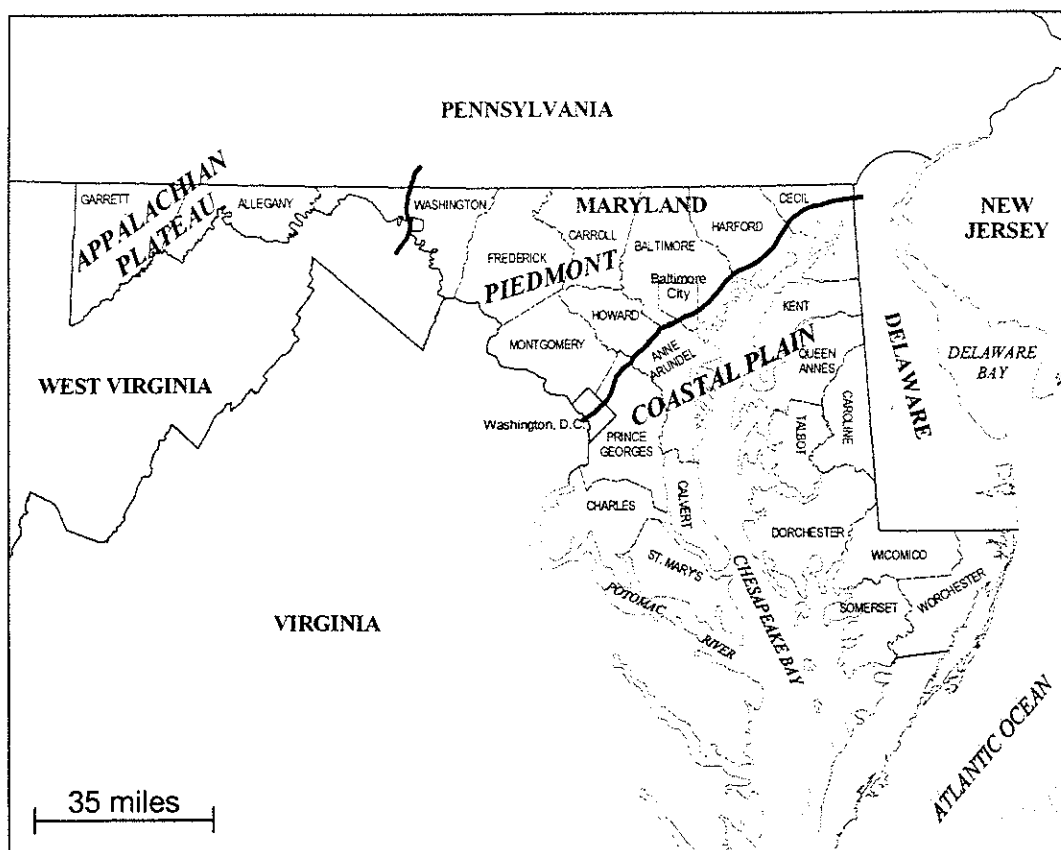 PENNSYLVANIA
GARRETT
APPALACHIAN
PLATEAU
ALLEGANY
WASHINGTON
MARYLAND
CECIL
HARFORD
CARROLL
BALTIMORE
FREDERICK
PIEDMONT
Baltimore
City
NEW
JERSEY
HOWARD
KENT
MONTGOMERY
ANNE
ARUNDEL
COASTAL PLAIN
QUEEN
ANNES
DELAWARE
DELAWARE
BAY
WEST VIRGINIA
CAROLINE
TALBOT
Washington, D.C.
PRINCE
GEORGES
CHARLES
CALVERT
DORCHESTER
WICOMICO
ST. MARY'S
CHESAPEAKE BAY
SOMERSET
WORCHESTER
POTOMAC
RIVER
VIRGINIA
ATLANTIC OCEAN
35 miles